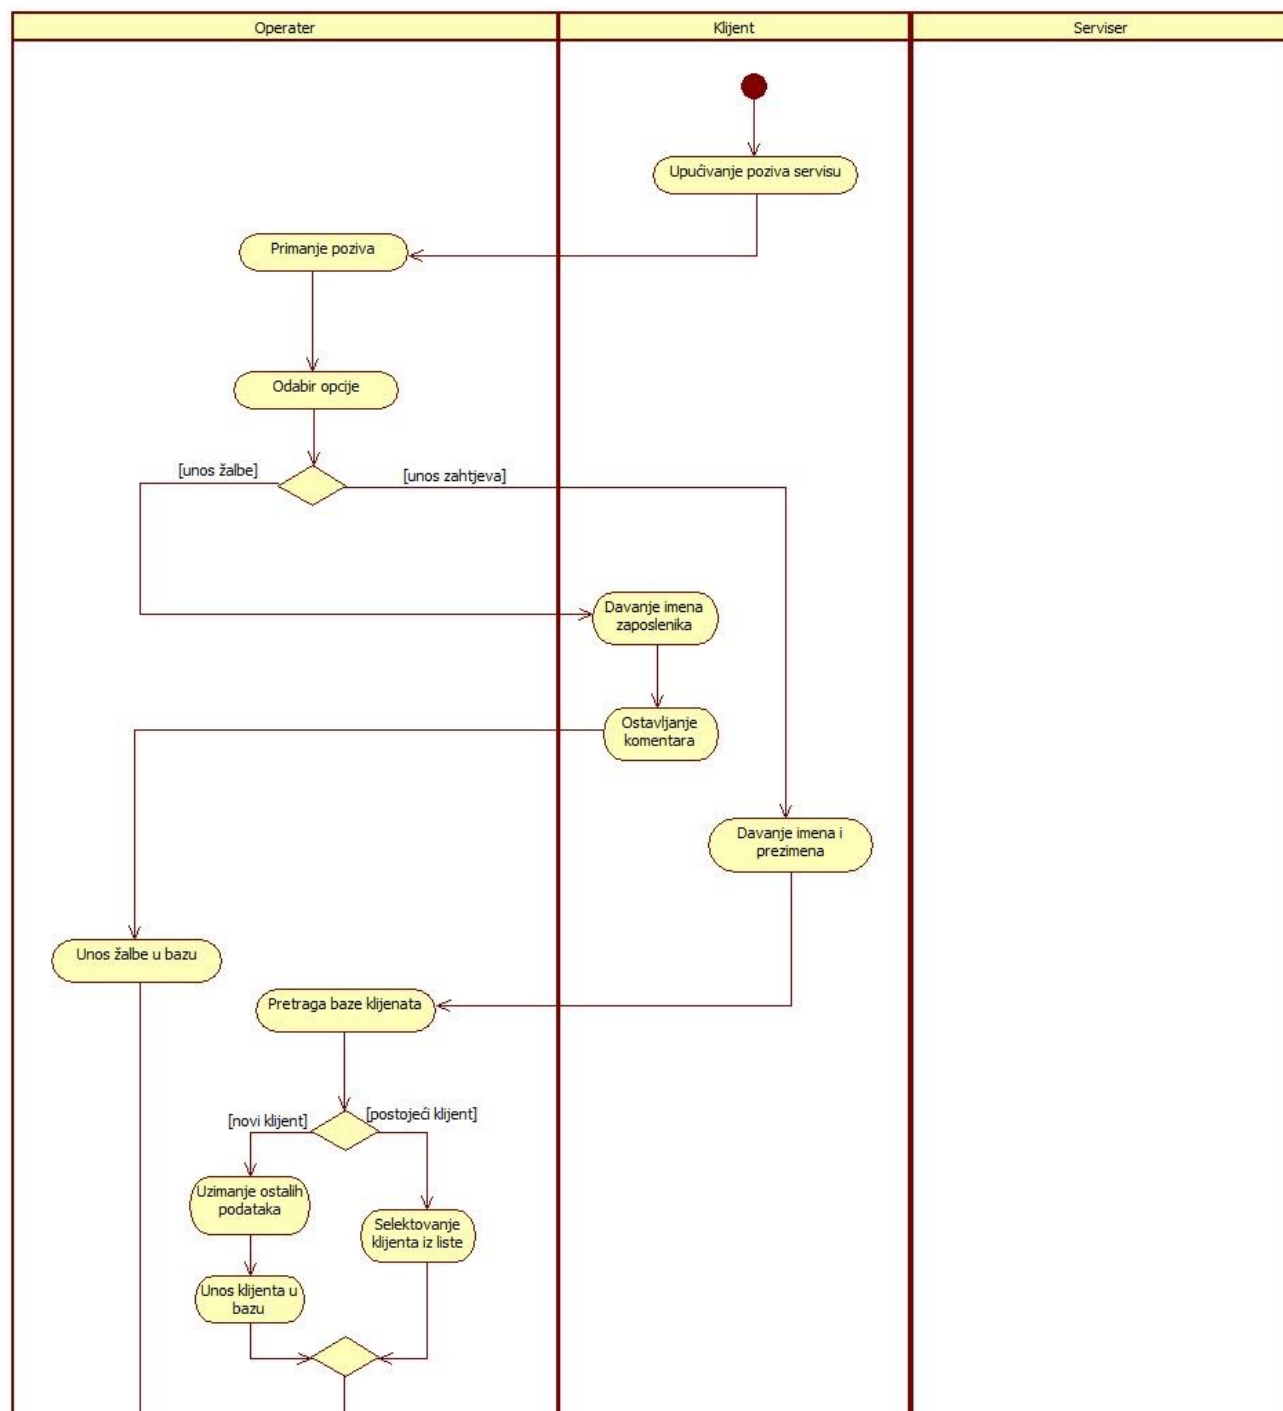 Operater
Klijent
Serviser
Upućivanje poziva servisu
Primanje poziva
Odabir opcije
[unos žalbe]
[unos zahtjeva]
Davanje imena
zaposlenika
Ostavljanje
komentara
Davanje imena i
prezimena
Unos žalbe u bazu
Pretraga baze klijenata
[novi klijent]
[postojeći klijent]
Uzimanje ostalih
podataka
Selektovanje
klijenta iz liste
Unos klijenta u
bazu